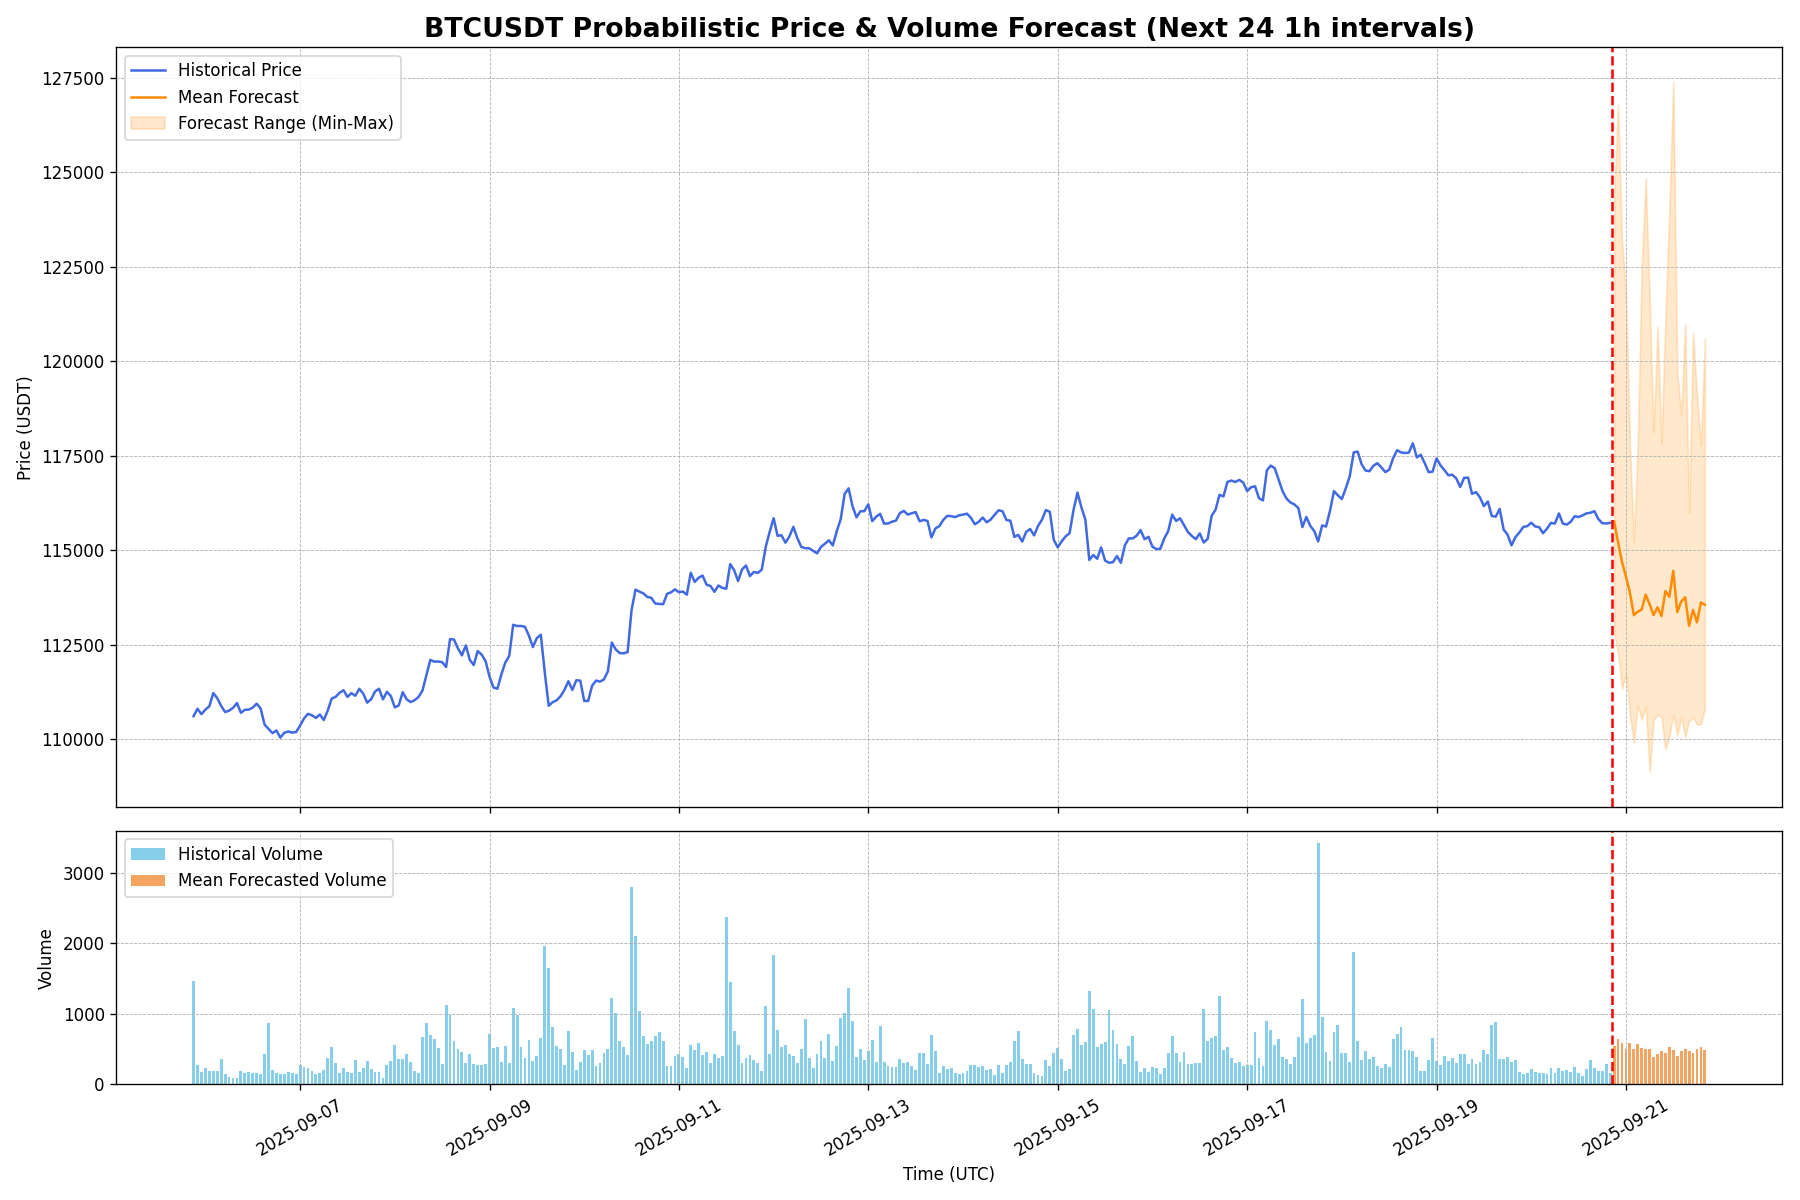 BTCUSDT Probabilistic Price & Volume Forecast (Next 24 1h intervals)
Historical Price
Mean Forecast
Forecast Range (Min-Max)
127500
125000
122500
120000
117500
115000
112500
110000
Price (USDT)
Historical Volume
Mean Forecasted Volume
3000
2000
1000
0
Volume
2025-09-07
2025-09-09
2025-09-11
2025-09-13
2025-09-15
2025-09-17
2025-09-19
2025-09-21
Time (UTC)